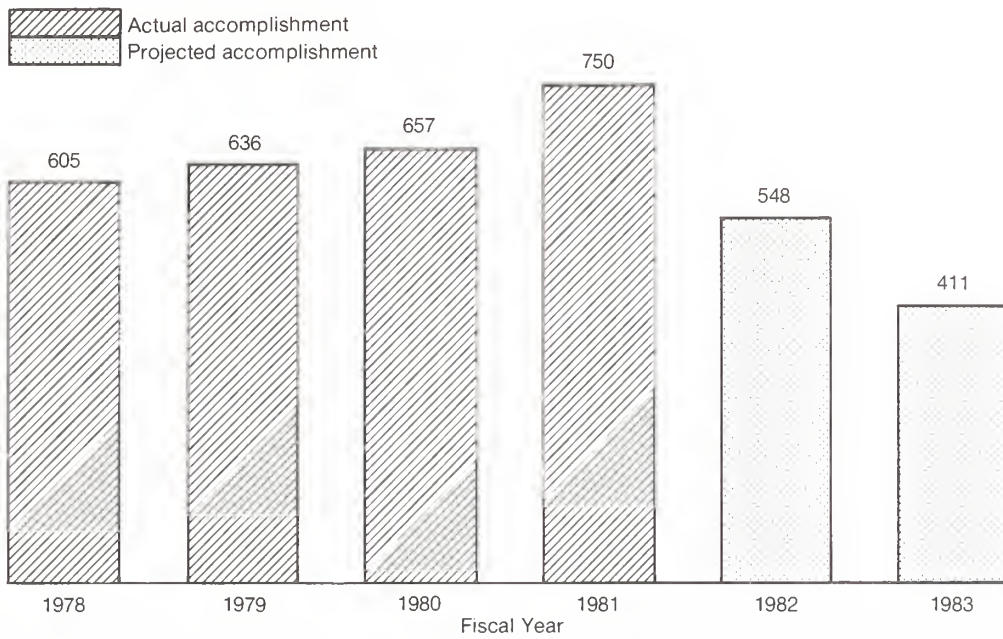 Actual accomplishment
Projected accomplishment
750
657
636
605
548
411
1978 1979 1980 1981 1982 1983
Fiscal Year